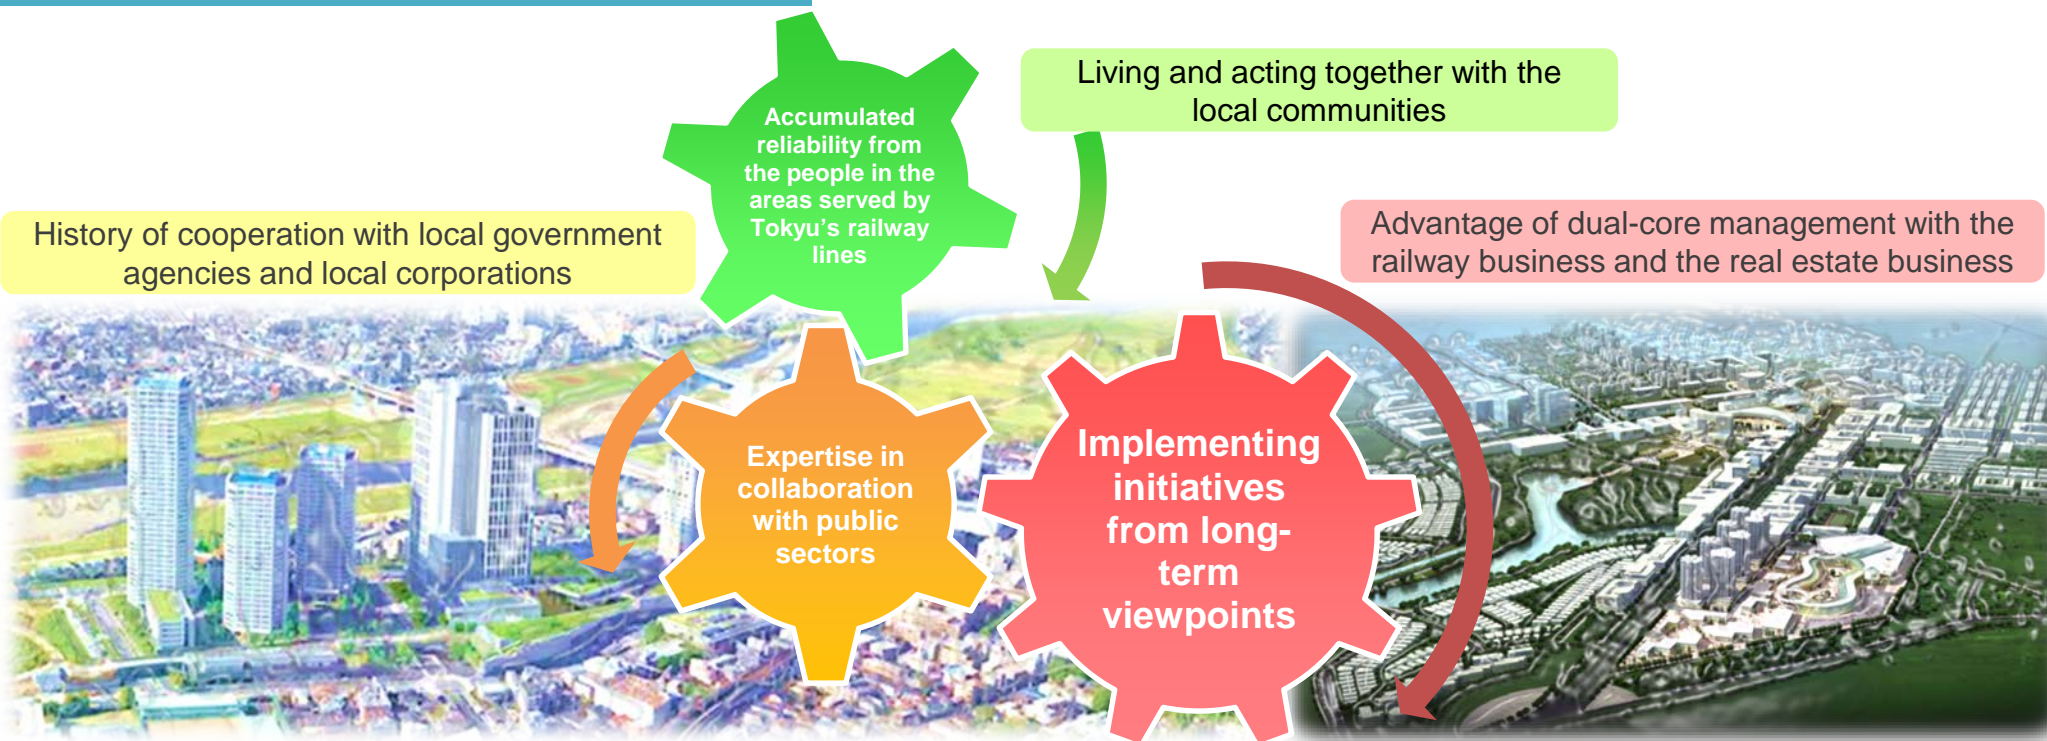 Accumulated
reliability from
the people in the
areas served by
Tokyu’s railway
lines
Living and acting together with the
local communities
History of cooperation with local government
agencies and local corporations
Advantage of dual-core management with the
railway business and the real estate business
Expertise in
collaboration
with public
sectors
Implementing
initiatives
from long-
term
viewpoints